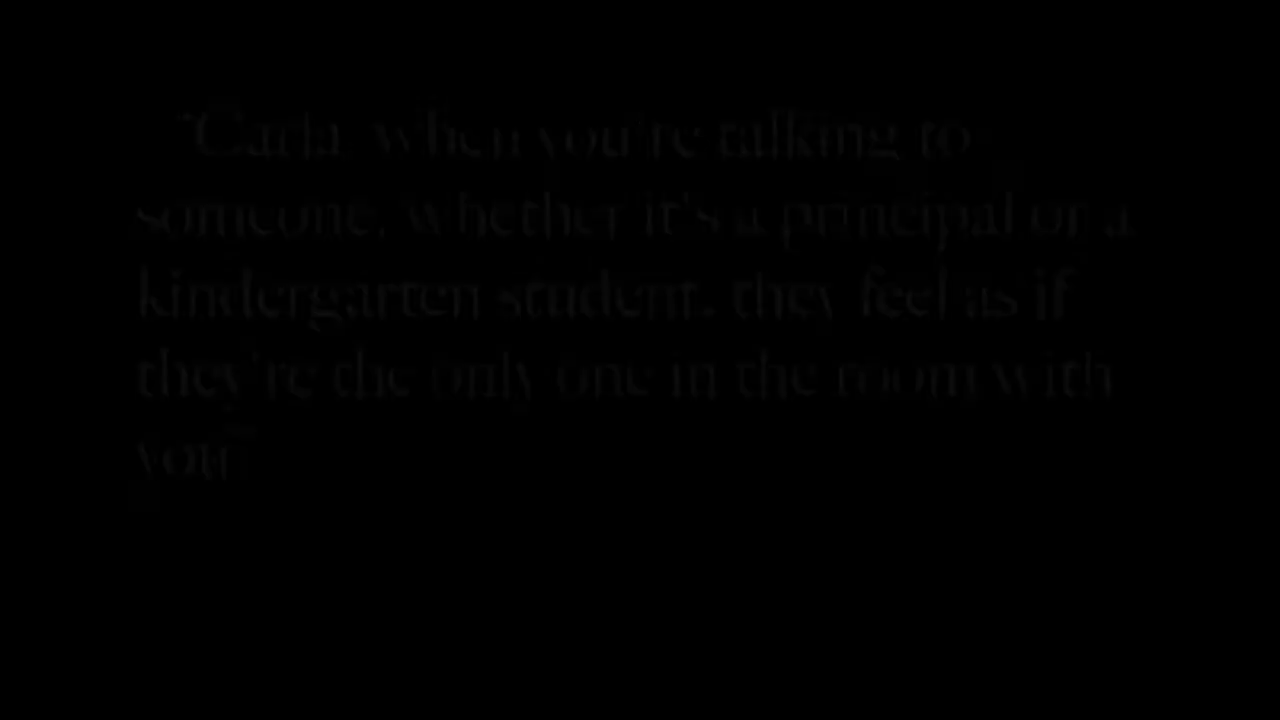 "Carla, when you're talking to
someone, whether it's a principal or a
kindergarten student, they feel as if
they're the only one in the room with
you"